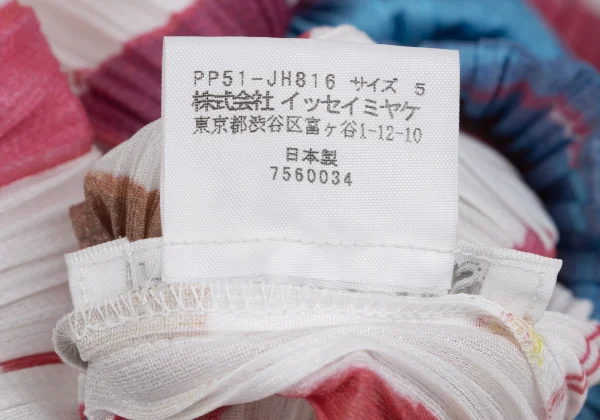 PP51-JH816 サイズ 5
株式会社 イッセイミヤケ
東京都渋谷区富ヶ谷1-12-10
日本製
7560034